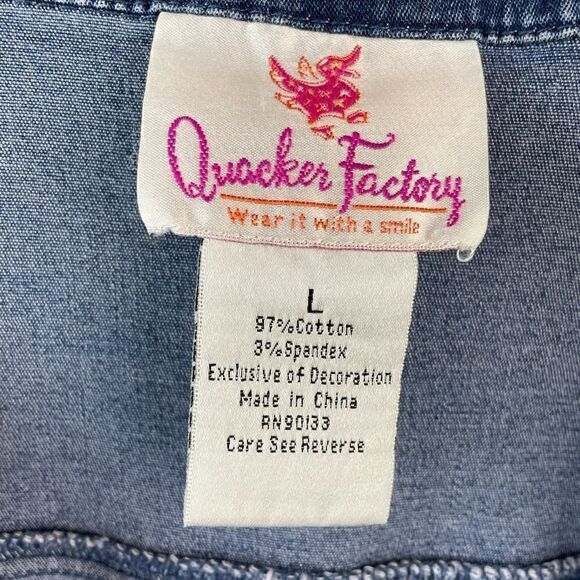 Quacker Factory
Wear it with a smile
L
97%Cotton
3%Spandex
Exclusive of Decoration
Made in China
RN90133
Care See Reverse